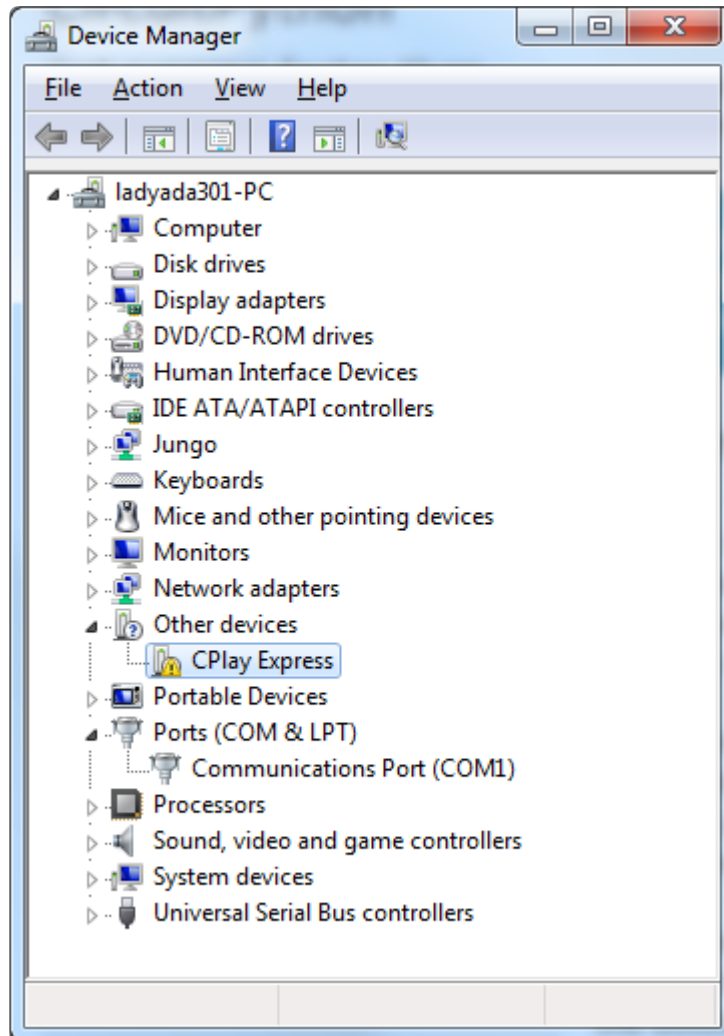 Device Manager
File Action View Help
ladyada301-PC
Computer
Disk drives
Display adapters
DVD/CD-ROM drives
Human Interface Devices
IDE ATA/ATAPI controllers
Jungo
Keyboards
Mice and other pointing devices
Monitors
Network adapters
Other devices
CPlay Express
Portable Devices
Ports (COM & LPT)
Communications Port (COM1)
Processors
Sound, video and game controllers
System devices
Universal Serial Bus controllers